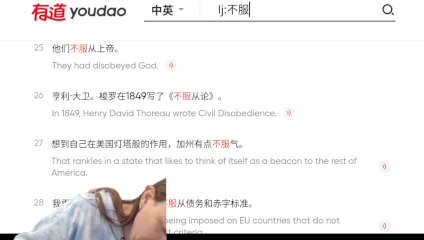 有道 youdao
中英
lj:不服
25 他们不服从上帝。
They had disobeyed God.
26 亨利·大卫。梭罗在1849写了《不服从论》。
In 1849, Henry David Thoreau wrote Civil Disobedience.
27 想到自己在美国灯塔般的作用，加州有点不服气。
That rankles in a state that likes to think of itself as a beacon to the rest of
America.
28 我
服从债务和赤字标准。
being imposed on EU countries that do not
criteria